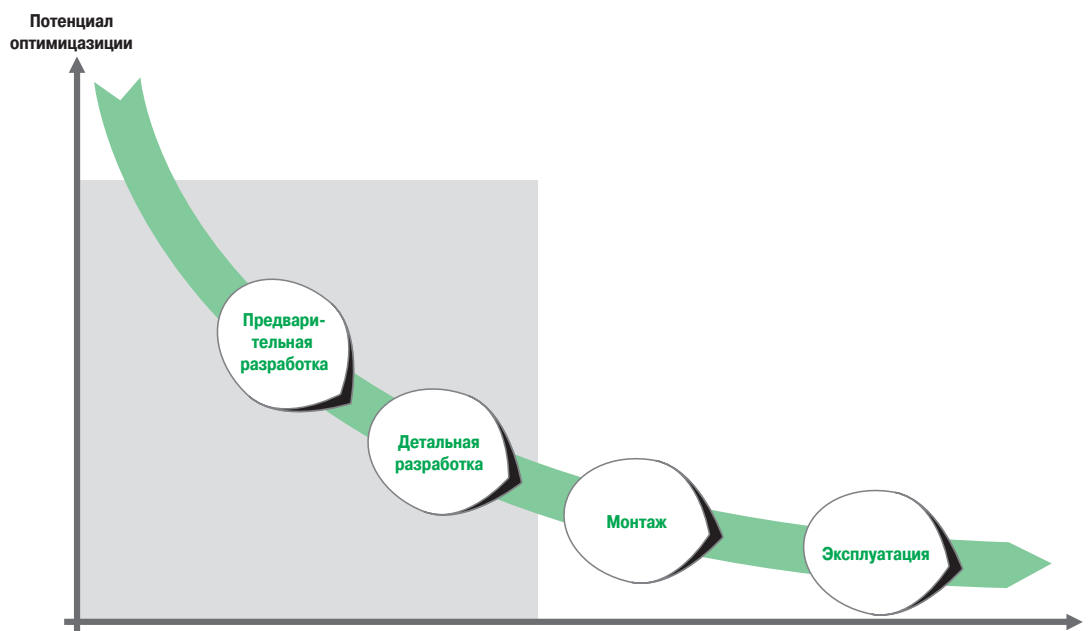 Потенциал
оптимицазиции
Предвари-
тельная
разработка
Детальная
разработка
Монтаж
Эксплуатация